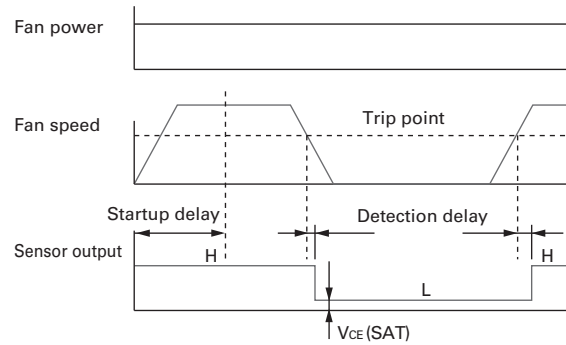 Fan power
Fan speed
Trip point
Startup delay
Detection delay
Sensor output
H
H
L
VCE (SAT)